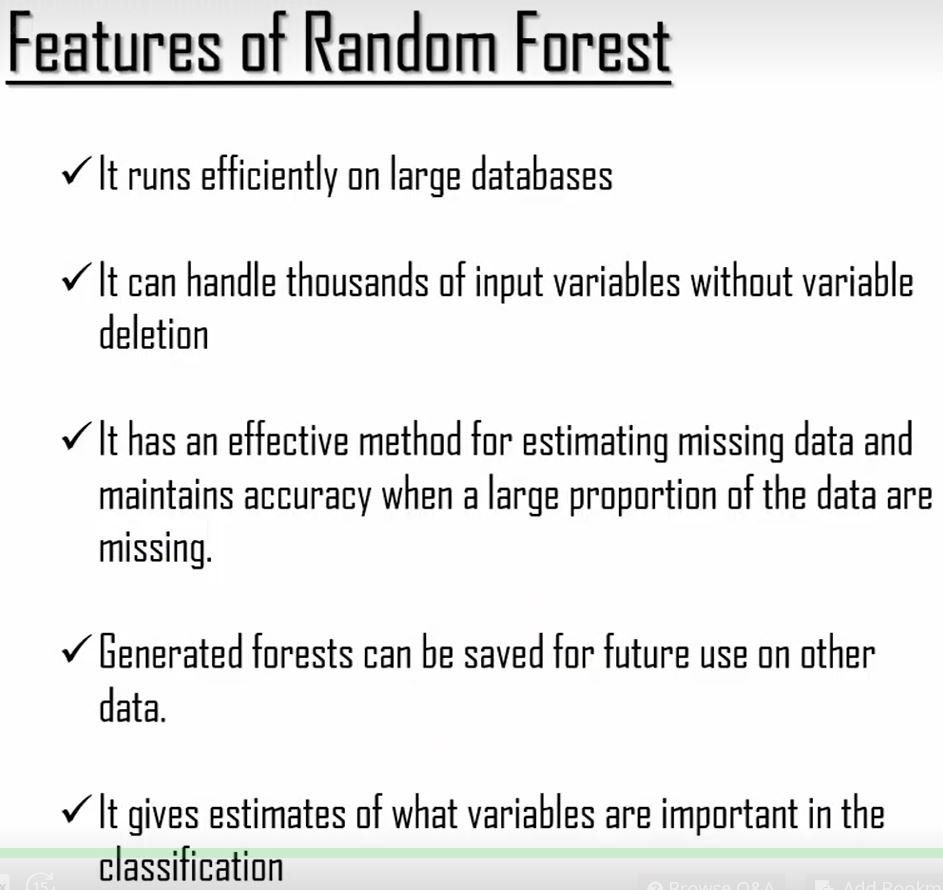 Features of Random Forest
✓ It runs efficiently on large databases
✓ It can handle thousands of input variables without variable
deletion
✓ It has an effective method for estimating missing data and
maintains accuracy when a large proportion of the data are
missing.
✓ Generated forests can be saved for future use on other
data.
✓ It gives estimates of what variables are important in the
classification
15
Browse Q&A